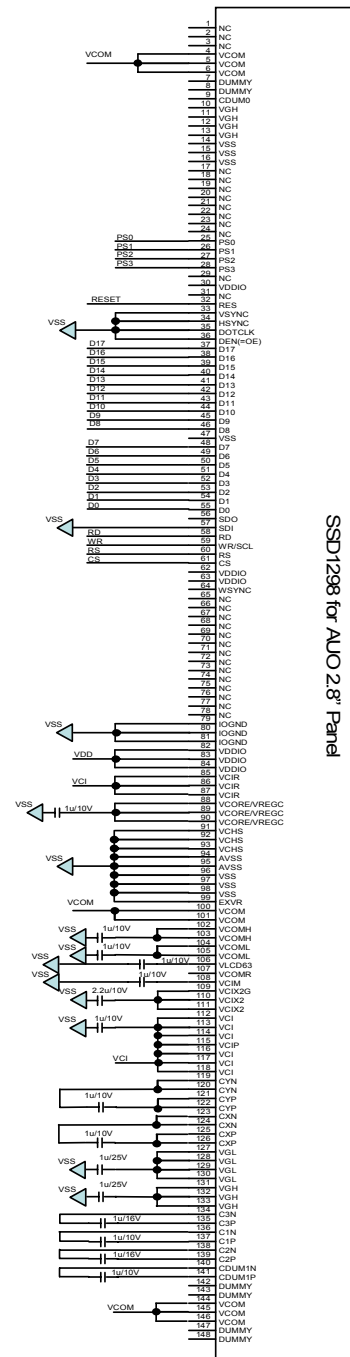 1 NC
2 NC
3 NC
4 VCOM
VCOM 5 VCOM
6 VCOM
7 DUMMY
8 DUMMY
9 CDUM0
10 VGH
11 VGH
12 VGH
13 VGH
14 VSS
15 VSS
16 VSS
17 NC
18 NC
19 NC
20 NC
21 NC
22 NC
23 NC
24 NC
PS0 25 PS0
PS1 26 PS1
PS2 27 PS2
PS3 28 PS3
29 NC
30 VDDIO
31 NC
RESET 32 RES
33 VSYNC
VSS 34 HSYNC
35 DOTCLK
36 DEN(=OE)
D17 37 D17
D16 38 D16
D15 39 D15
D14 40 D14
D13 41 D13
D12 42 D12
D11 43 D11
D10 44 D10
D9 45 D9
D8 46 D8
47 VSS
D7 48 D7
D6 49 D6
D5 50 D5
D4 51 D4
D3 52 D3
D2 53 D2
D1 54 D1
D0 55 D0
56 SDO
VSS 57 SDI
RD 58 RD
WR 59 WR/SCL
RS 60 RS
CS 61 CS
62 VDDIO
63 VDDIO
64 WSYNC
65 NC
66 NC
67 NC
68 NC
69 NC
70 NC
71 NC
72 NC
73 NC
74 NC
75 NC
76 NC
77 NC
78 NC
79 IOGND
VSS 80 IOGND
81 IOGND
82 VDDIO
VDD 83 VDDIO
84 VDDIO
85 VCIR
VCI 86 VCIR
87 VCIR
88 VCORE/VREGC
VSS 1u/10V 89 VCORE/VREGC
90 VCORE/VREGC
91 VCHS
92 VCHS
93 VCHS
94 AVSS
VSS 95 AVSS
96 VSS
97 VSS
98 VSS
99 EXVR
VCOM 100 VCOM
101 VCOM
102 VCOMH
VSS 1u/10V 103 VCOMH
104 VCOML
VSS 1u/10V 105 VCOML
VSS 1u/10V 106 VLCD63
107 VCOMR
VSS 1u/10V 108 VCIM
109 VCIX2G
VSS 2.2u/10V 110 VCIX2
111 VCIX2
112 VCI
VSS 1u/10V 113 VCI
114 VCI
115 VCIP
116 VCI
VCI 117 VCI
118 VCI
119 CYN
120 CYN
121 CYP
1u/10V 122 CYP
123 CXN
124 CXN
125 CXP
1u/10V 126 CXP
127 VGL
128 VGL
VSS 1u/25V 129 VGL
130 VGL
131 VGH
VSS 1u/25V 132 VGH
133 VGH
134 C3N
1u/16V 135 C3P
136 C1N
1u/10V 137 C1P
138 C2N
1u/16V 139 C2P
140 CDUM1N
1u/10V 141 CDUM1P
142 DUMMY
143 DUMMY
144 VCOM
VCOM 145 VCOM
146 VCOM
147 DUMMY
148 DUMMY
SSD1298 for AUO 2.8" Panel